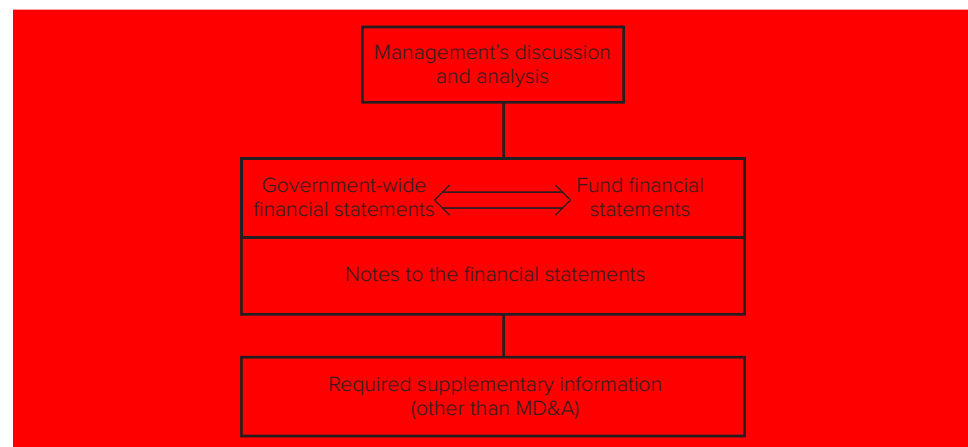 Management’s discussion
and analysis
Government-wide
financial statements
Fund financial
statements
Notes to the financial statements
Required supplementary information
(other than MD&A)